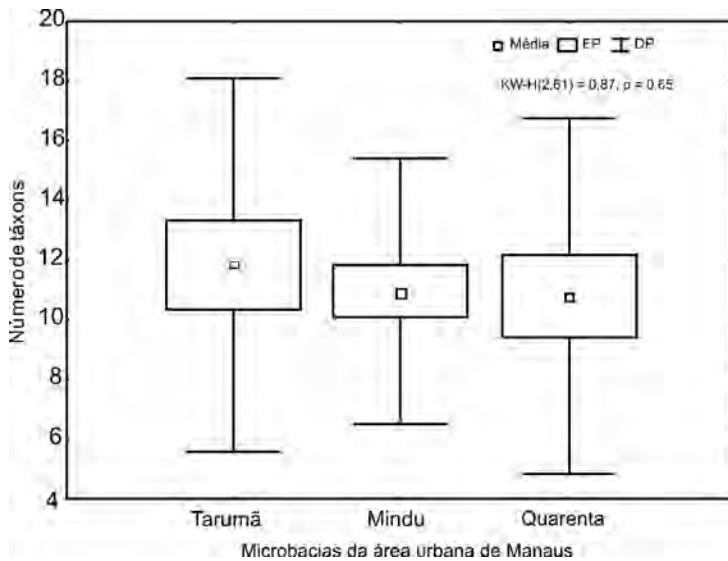 20
Média EP DP
KW-H(2,61) = 0,87, p = 0.65
18
16
14
12
10
8
6
4
Número de táxons
Tarumã Mindu Quarenta
Microbacias da área urbana de Manaus